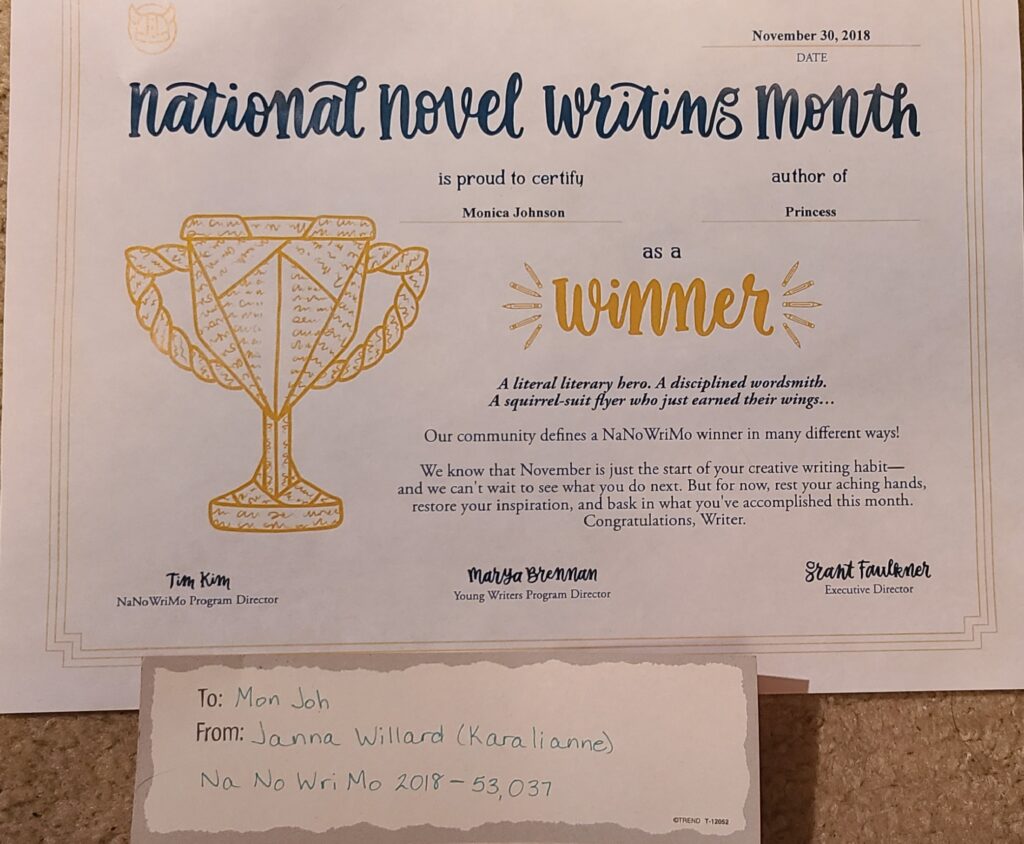 November 30, 2018
DATE
National Novel Writing Month
is proud to certify
author of
Monica Johnson
Princess
as a
winner
A literal literary hero. A disciplined wordsmith.
A squirrel-suit flyer who just earned their wings…
Our community defines a NaNoWriMo winner in many different ways!
We know that November is just the start of your creative writing habit—
and we can't wait to see what you do next. But for now, rest your aching hands,
restore your inspiration, and bask in what you've accomplished this month.
Congratulations, Writer.
Tim Kim
NaNoWriMo Program Director
Marya Brennan
Young Writers Program Director
Grant Faulkner
Executive Director
To: Mon Joh
From: Janna Willard (Karalianne)
Na No Wri Mo 2018 – 53,037
©TREND T-12052